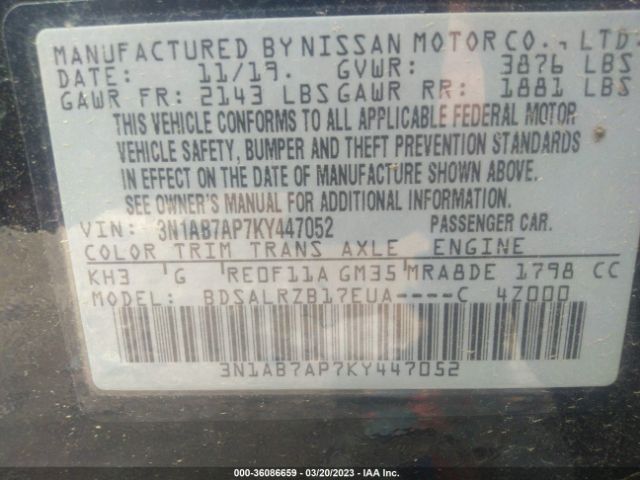 MANUFACTURED BY NISSAN MOTOR CO., LTD.
DATE: 11/19. GVWR: 3876 LBS
GAWR FR: 2143 LBS GAWR RR: 1881 LBS
THIS VEHICLE CONFORMS TO ALL APPLICABLE FEDERAL MOTOR
VEHICLE SAFETY, BUMPER AND THEFT PREVENTION STANDARDS
IN EFFECT ON THE DATE OF MANUFACTURE SHOWN ABOVE.
SEE OWNER'S MANUAL FOR ADDITIONAL INFORMATION.
VIN: 3N1AB7AP7KY447052 PASSENGER CAR.
COLOR TRIM TRANS AXLE ENGINE
KH3 G RE0F11A GM35 MRA8DE 1798 CC
MODEL: BDSALRZB17EUA----C 4Z000
3N1AB7AP7KY447052
000-36086659 | 03/20/2023 | IAA Inc.